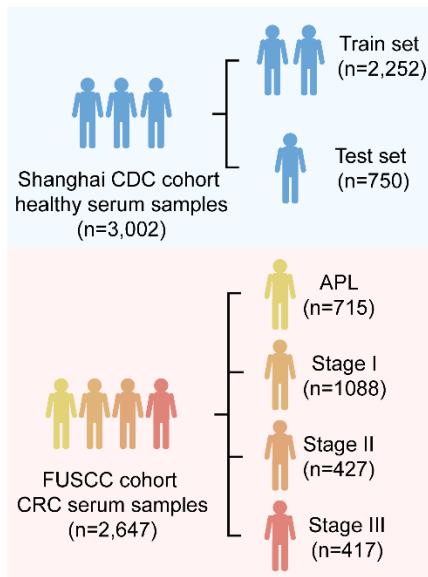 Train set
(n=2,252)
Test set
(n=750)
Shanghai CDC cohort
healthy serum samples
(n=3,002)
APL
(n=715)
Stage I
(n=1088)
Stage II
(n=427)
Stage III
(n=417)
FUSCC cohort
CRC serum samples
(n=2,647)